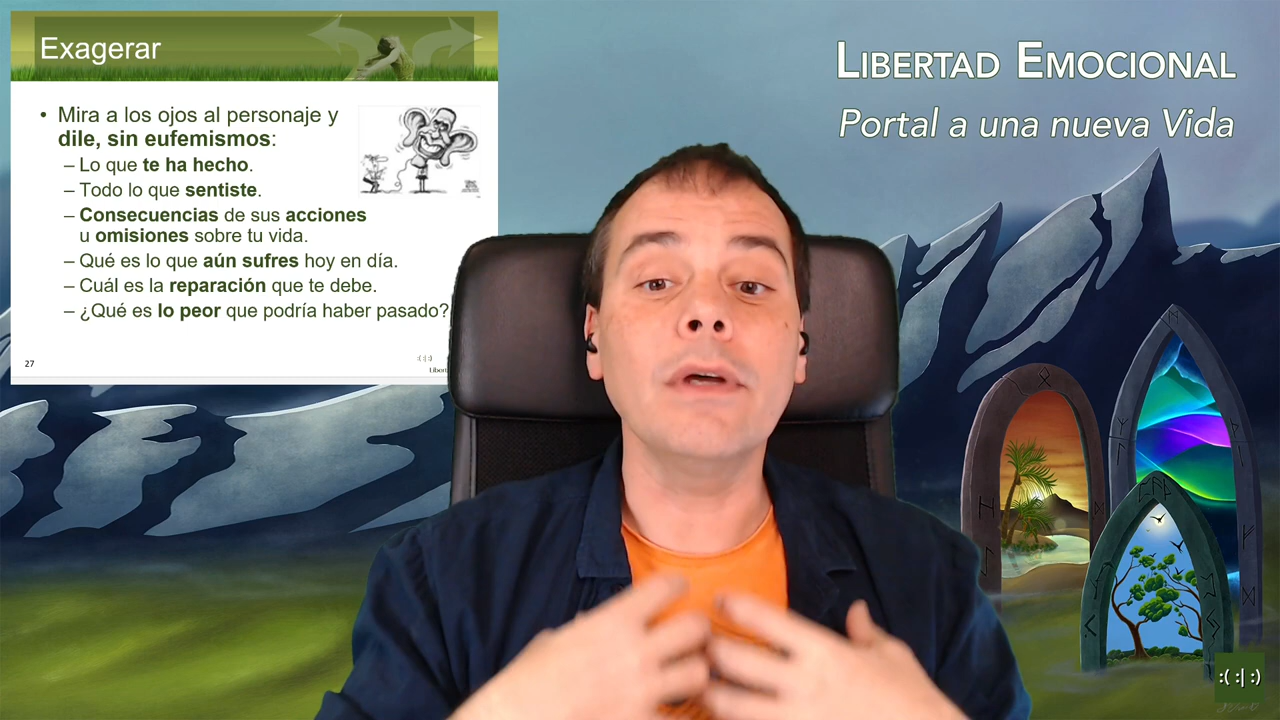 Exagerar
• Mira a los ojos al personaje y
dile, sin eufemismos:
– Lo que te ha hecho.
– Todo lo que sentiste.
– Consecuencias de sus acciones
u omisiones sobre tu vida.
– Qué es lo que aún sufres hoy en día.
– Cuál es la reparación que te debe.
– ¿Qué es lo peor que podría haber pasado?
27
:( :| :)
LIBERTAD EMOCIONAL
Portal a una nueva Vida
:( :| :)